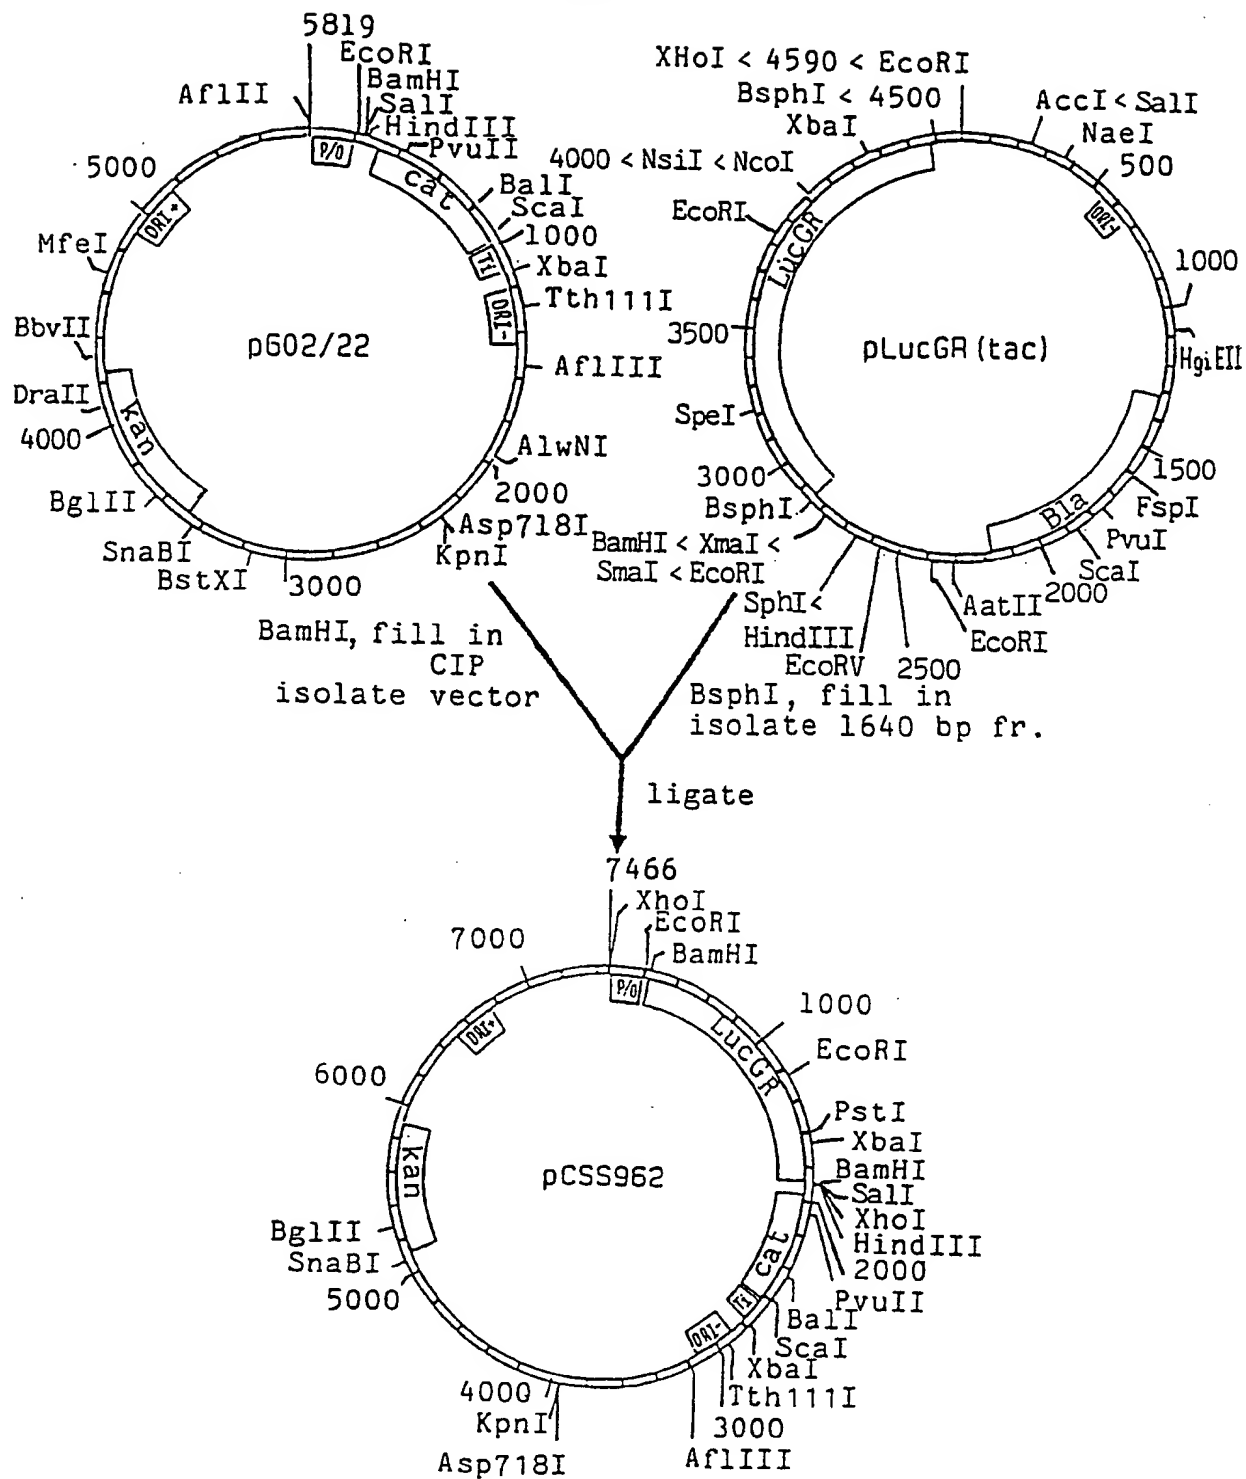 5819
EcoRI
BamHI
SalI
HindIII
PvuII
AflII
P/O
cat
BalI
ScaI
1000
XbaI
Tth111I
T1
ORI-
AflIII
AlwNI
2000
Asp718I
KpnI
3000
BstXI
SnaBI
BglII
kan
4000
DraII
BbvII
MfeI
ORI+
5000
pG02/22
XHoI < 4590 < EcoRI
BsphI < 4500
XbaI
AccI < SalI
NaeI
500
4000 < NsiI < NcoI
EcoRI
LucGR
ORI-
1000
HgiEII
3500
pLucGR(tac)
SpeI
3000
BsphI
BamHI < XmaI <
SmaI < EcoRI
SphI <
HindIII
EcoRV
2500
EcoRI
AatII
2000
Bla
ScaI
PvuI
FspI
1500
BamHI, fill in
CIP
isolate vector
BsphI, fill in
isolate 1640 bp fr.
ligate
7466
XhoI
EcoRI
BamHI
7000
P/O
ORI+
LucGR
1000
EcoRI
6000
PstI
XbaI
BamHI
SalI
XhoI
HindIII
2000
PvuII
kan
pCSS962
cat
BglII
SnaBI
5000
BalI
ScaI
T1
ORI-
XbaI
Tth111I
3000
AflIII
4000
KpnI
Asp718I